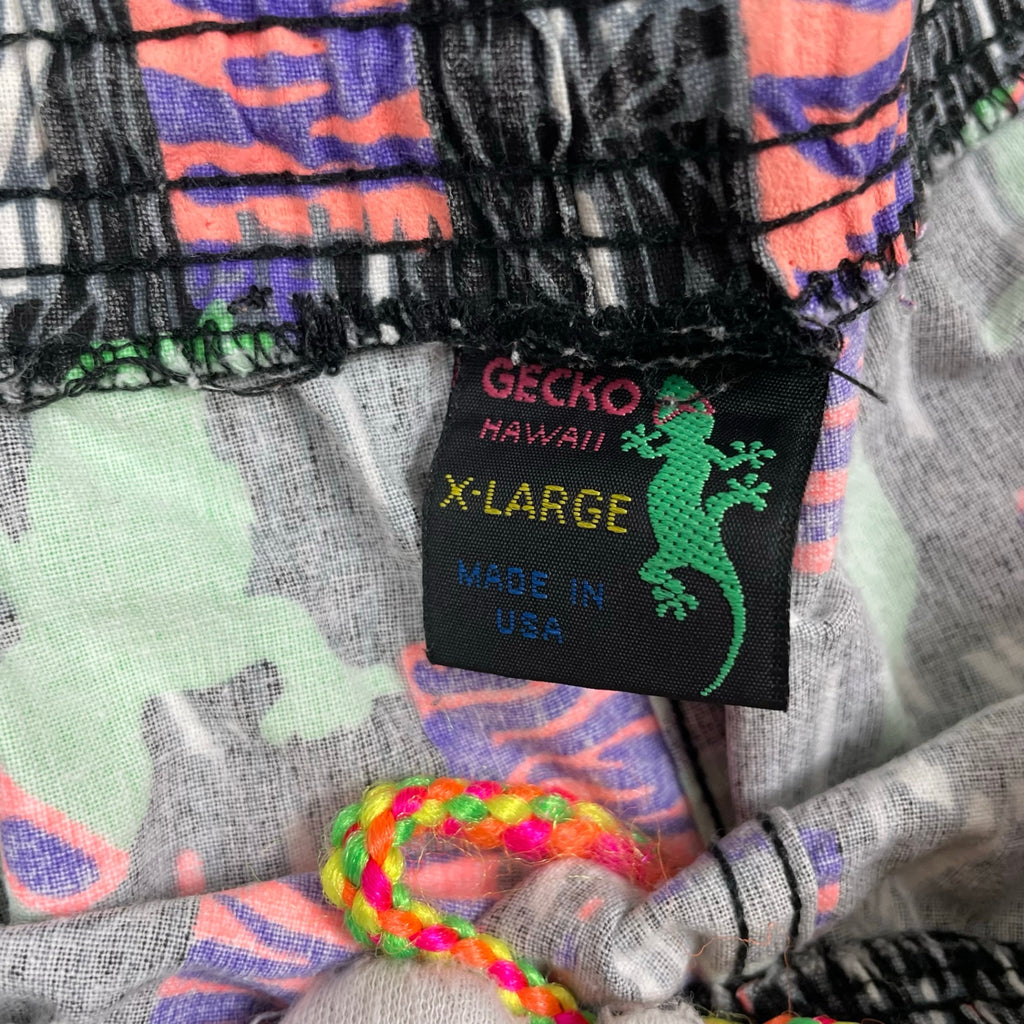 GECKO
HAWAII
X-LARGE
MADE IN
USA